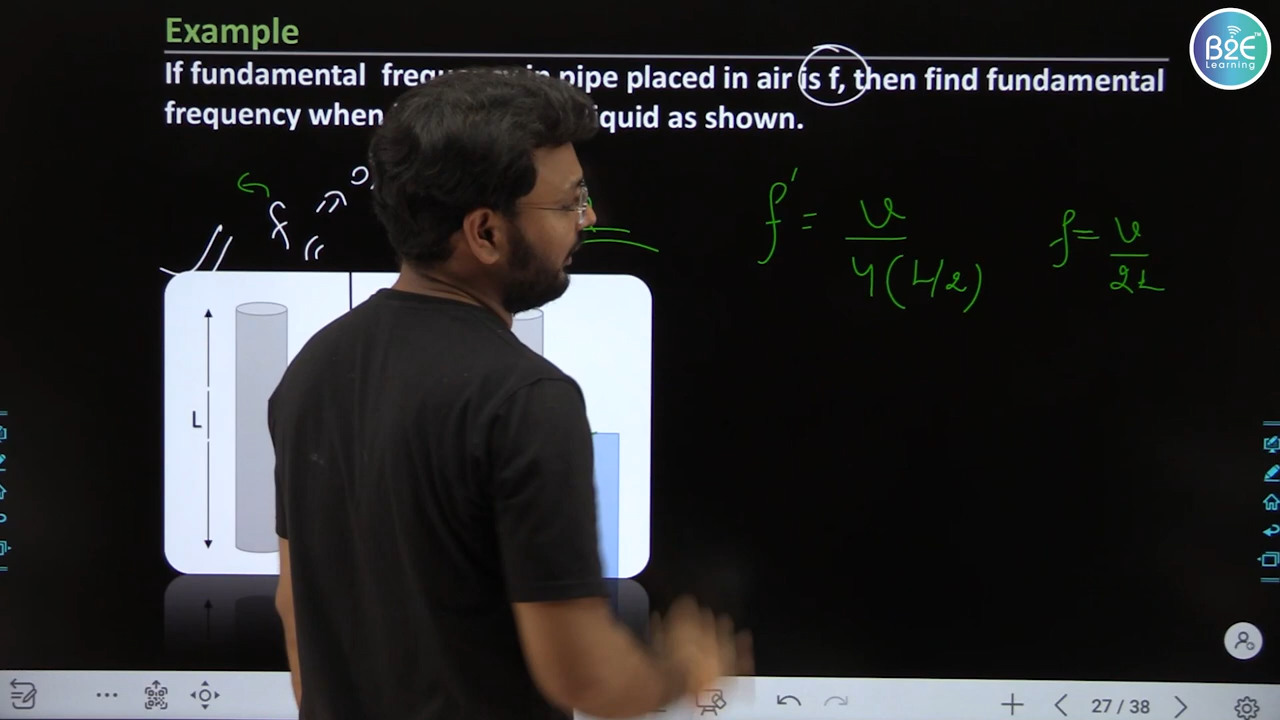 Example
If fundamental frequency in pipe placed in air is f, then find fundamental
frequency when liquid as shown.
f
f' = v / 4(L/2)
f = v / 2L
L
B2E
Learning
27 / 38